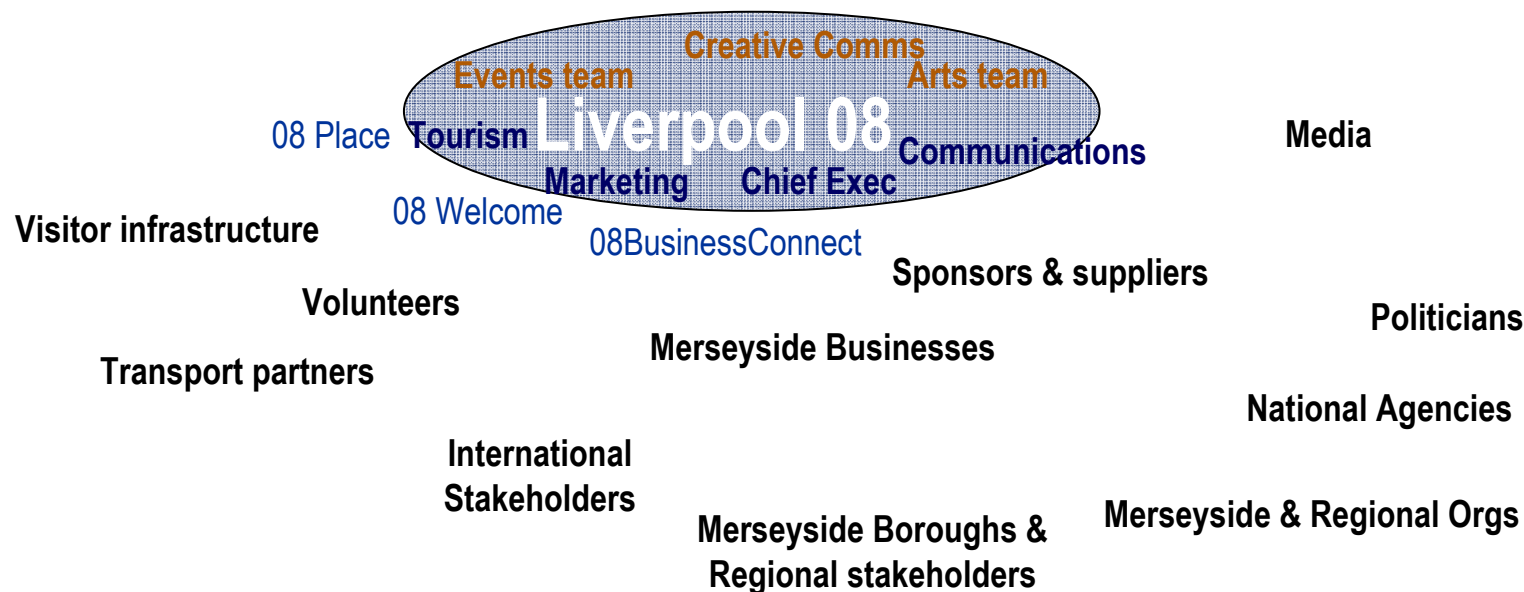 Creative Comms
Events team
Arts team
Liverpool 08
08 Place
Tourism
Communications
Media
Marketing
Chief Exec
08 Welcome
Visitor infrastructure
08BusinessConnect
Sponsors & suppliers
Volunteers
Politicians
Merseyside Businesses
Transport partners
National Agencies
International
Stakeholders
Merseyside & Regional Orgs
Merseyside Boroughs &
Regional stakeholders